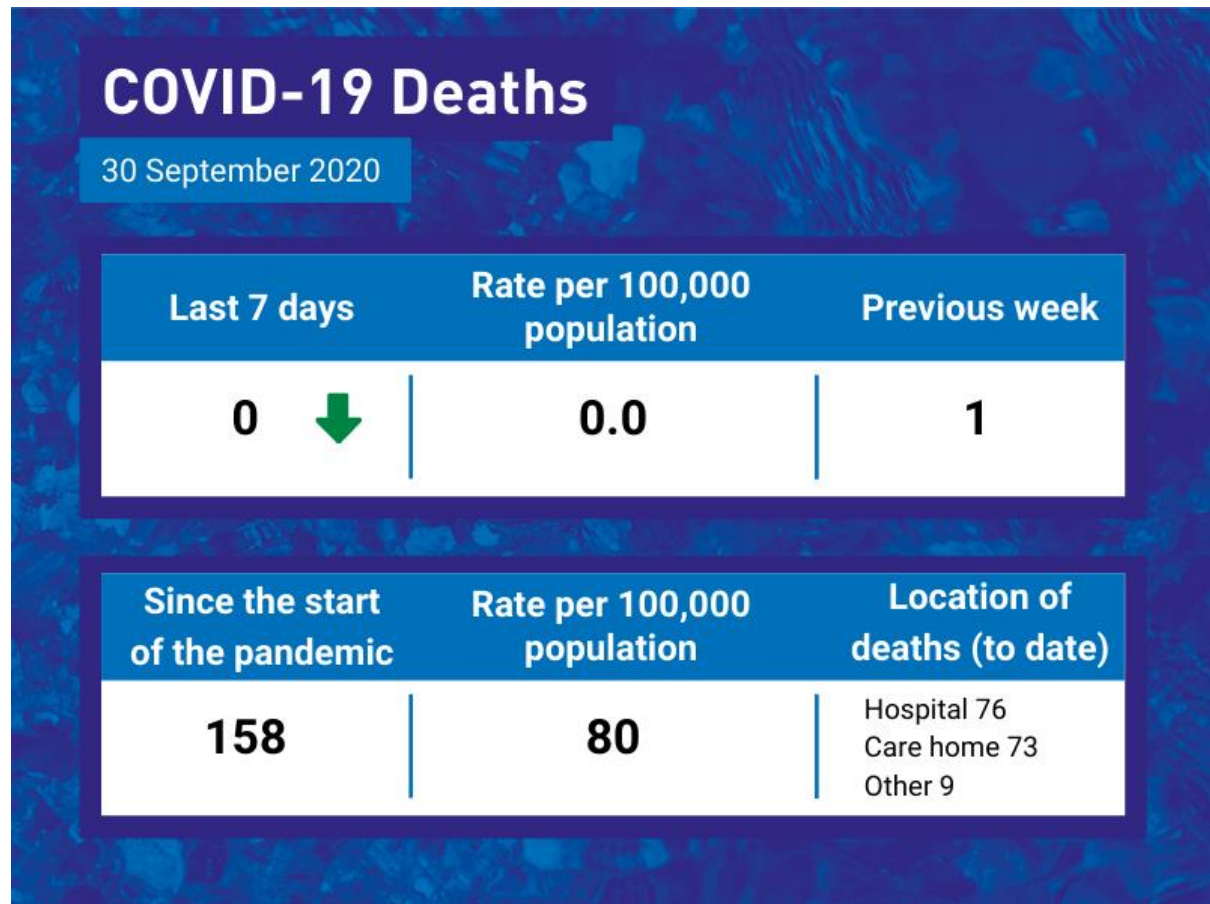 COVID-19 Deaths
30 September 2020
Last 7 days
Rate per 100,000
population
Previous week
0
0.0
1
Since the start
of the pandemic
Rate per 100,000
population
Location of
deaths (to date)
158
80
Hospital 76
Care home 73
Other 9